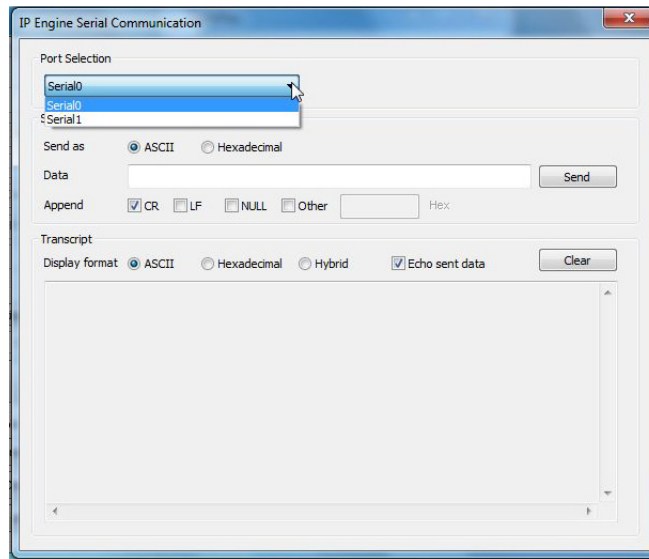 IP Engine Serial Communication
x
Port Selection
Serial0
Serial0
Serial1
Send as ASCII Hexadecimal
Data Send
Append CR LF NULL Other Hex
Transcript
Display format ASCII Hexadecimal Hybrid Echo sent data Clear